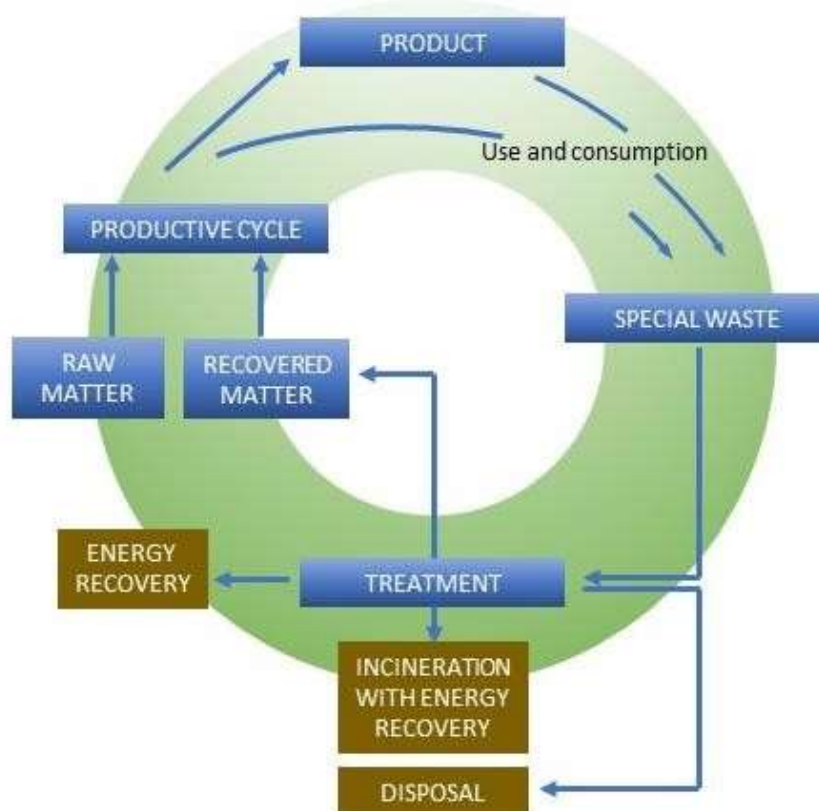 PRODUCT
Use and consumption
PRODUCTIVE CYCLE
SPECIAL WASTE
RAW
MATTER
RECOVERED
MATTER
ENERGY
RECOVERY
TREATMENT
INCINERATION
WITH ENERGY
RECOVERY
DISPOSAL